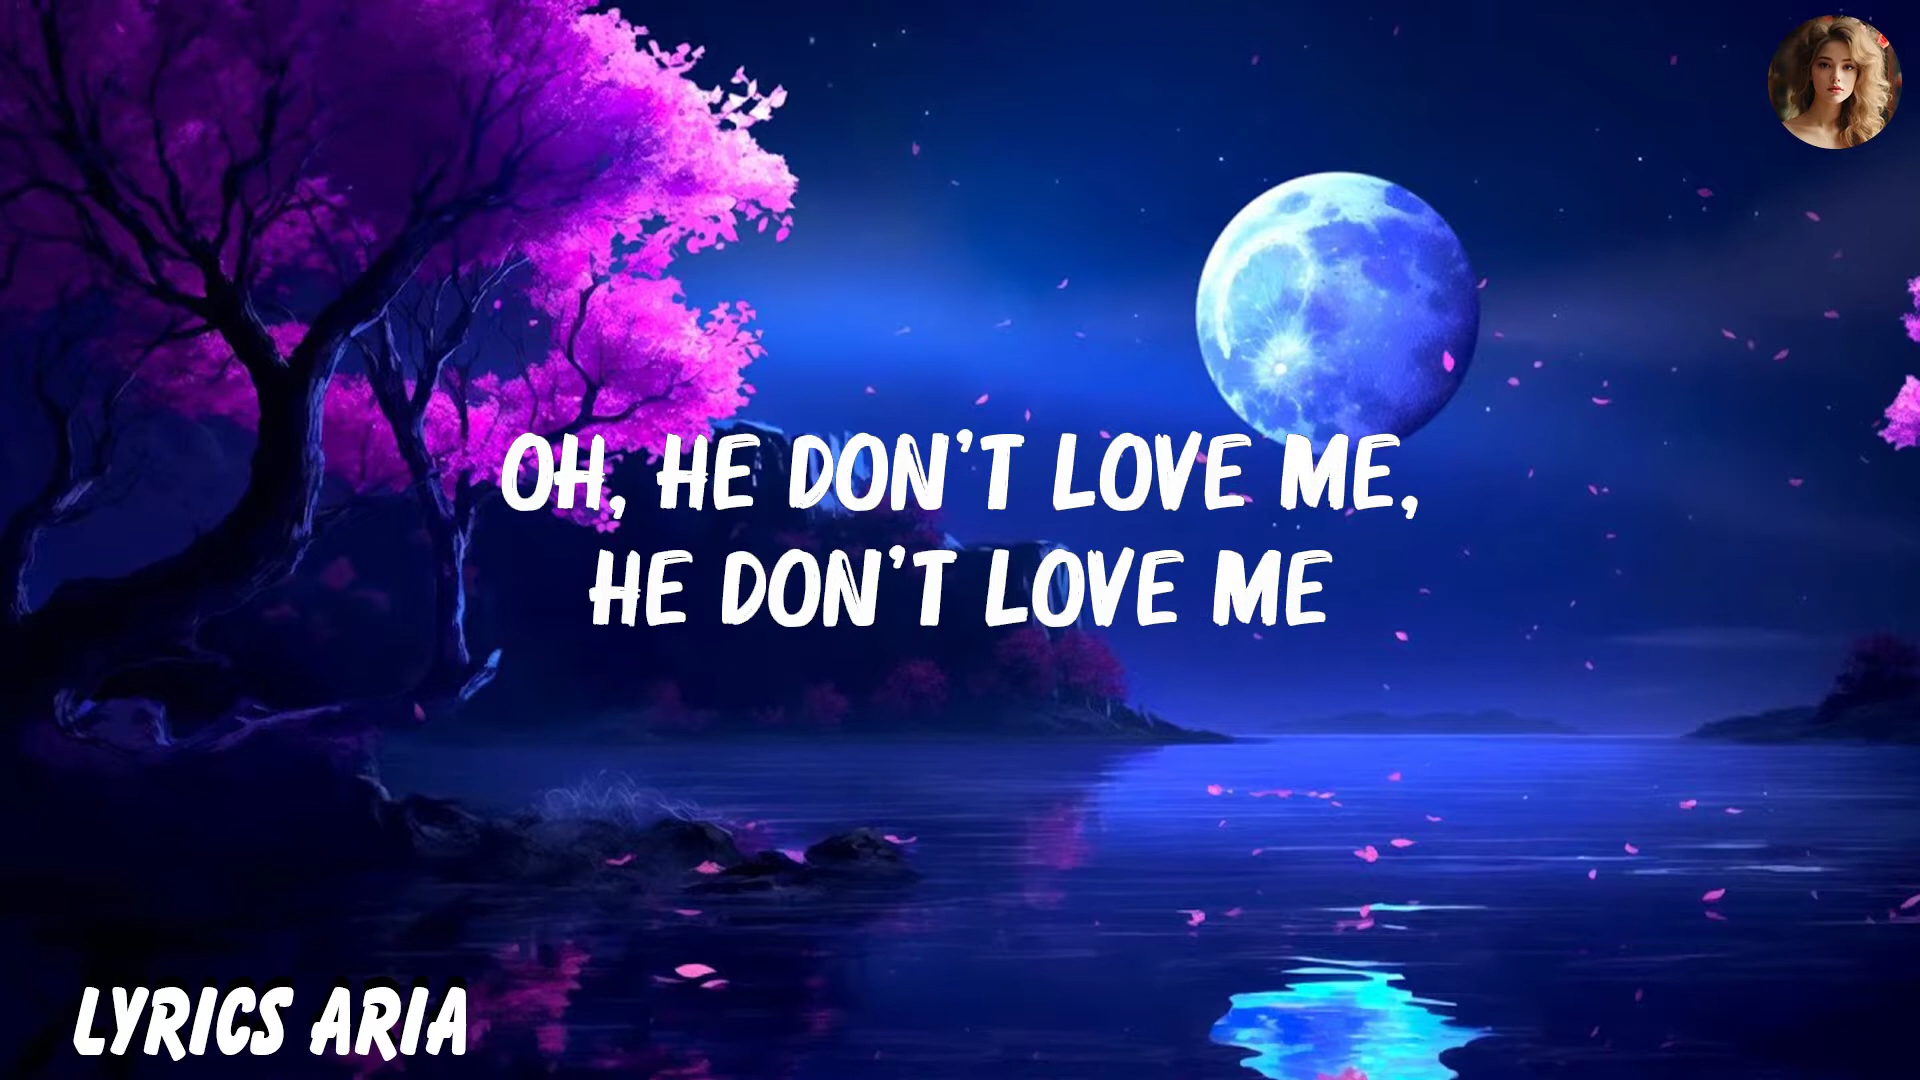 OH, HE DON'T LOVE ME,
HE DON'T LOVE ME
LYRICS ARIA